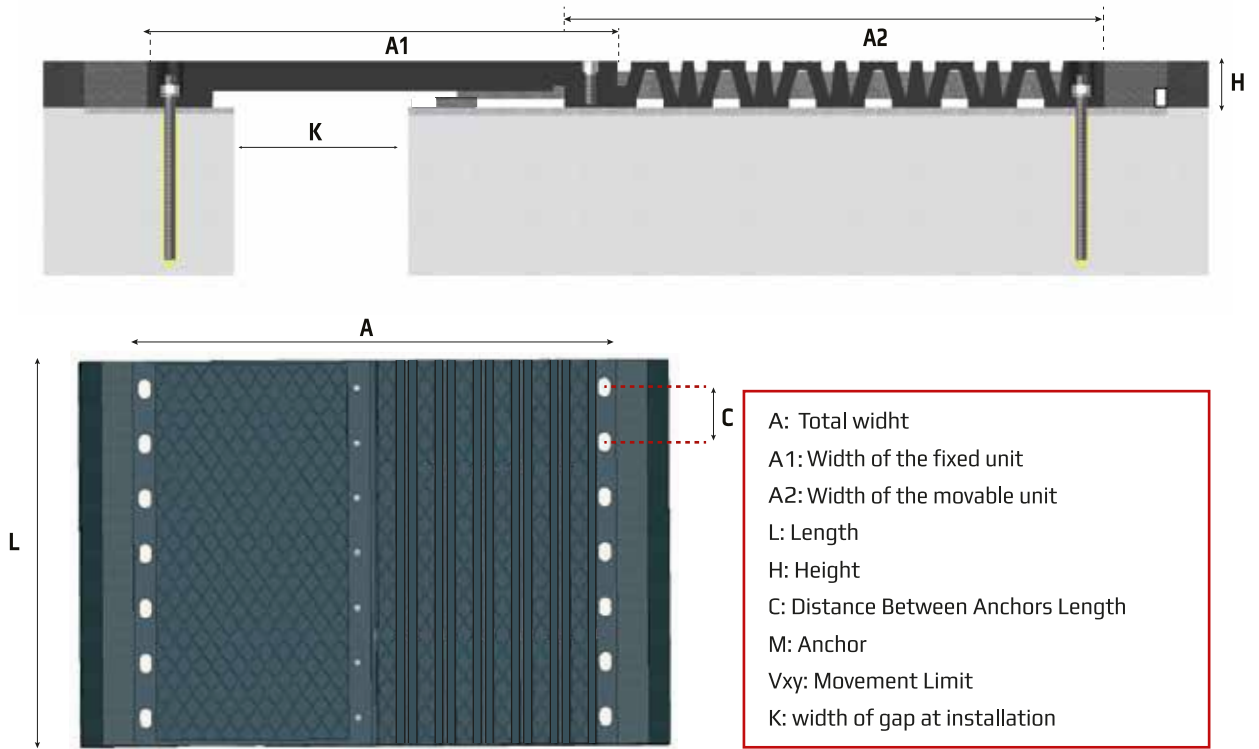 A1
A2
H
K
A
C
L
A: Total widht
A1: Width of the fixed unit
A2: Width of the movable unit
L: Length
H: Height
C: Distance Between Anchors Length
M: Anchor
Vxy: Movement Limit
K: width of gap at installation